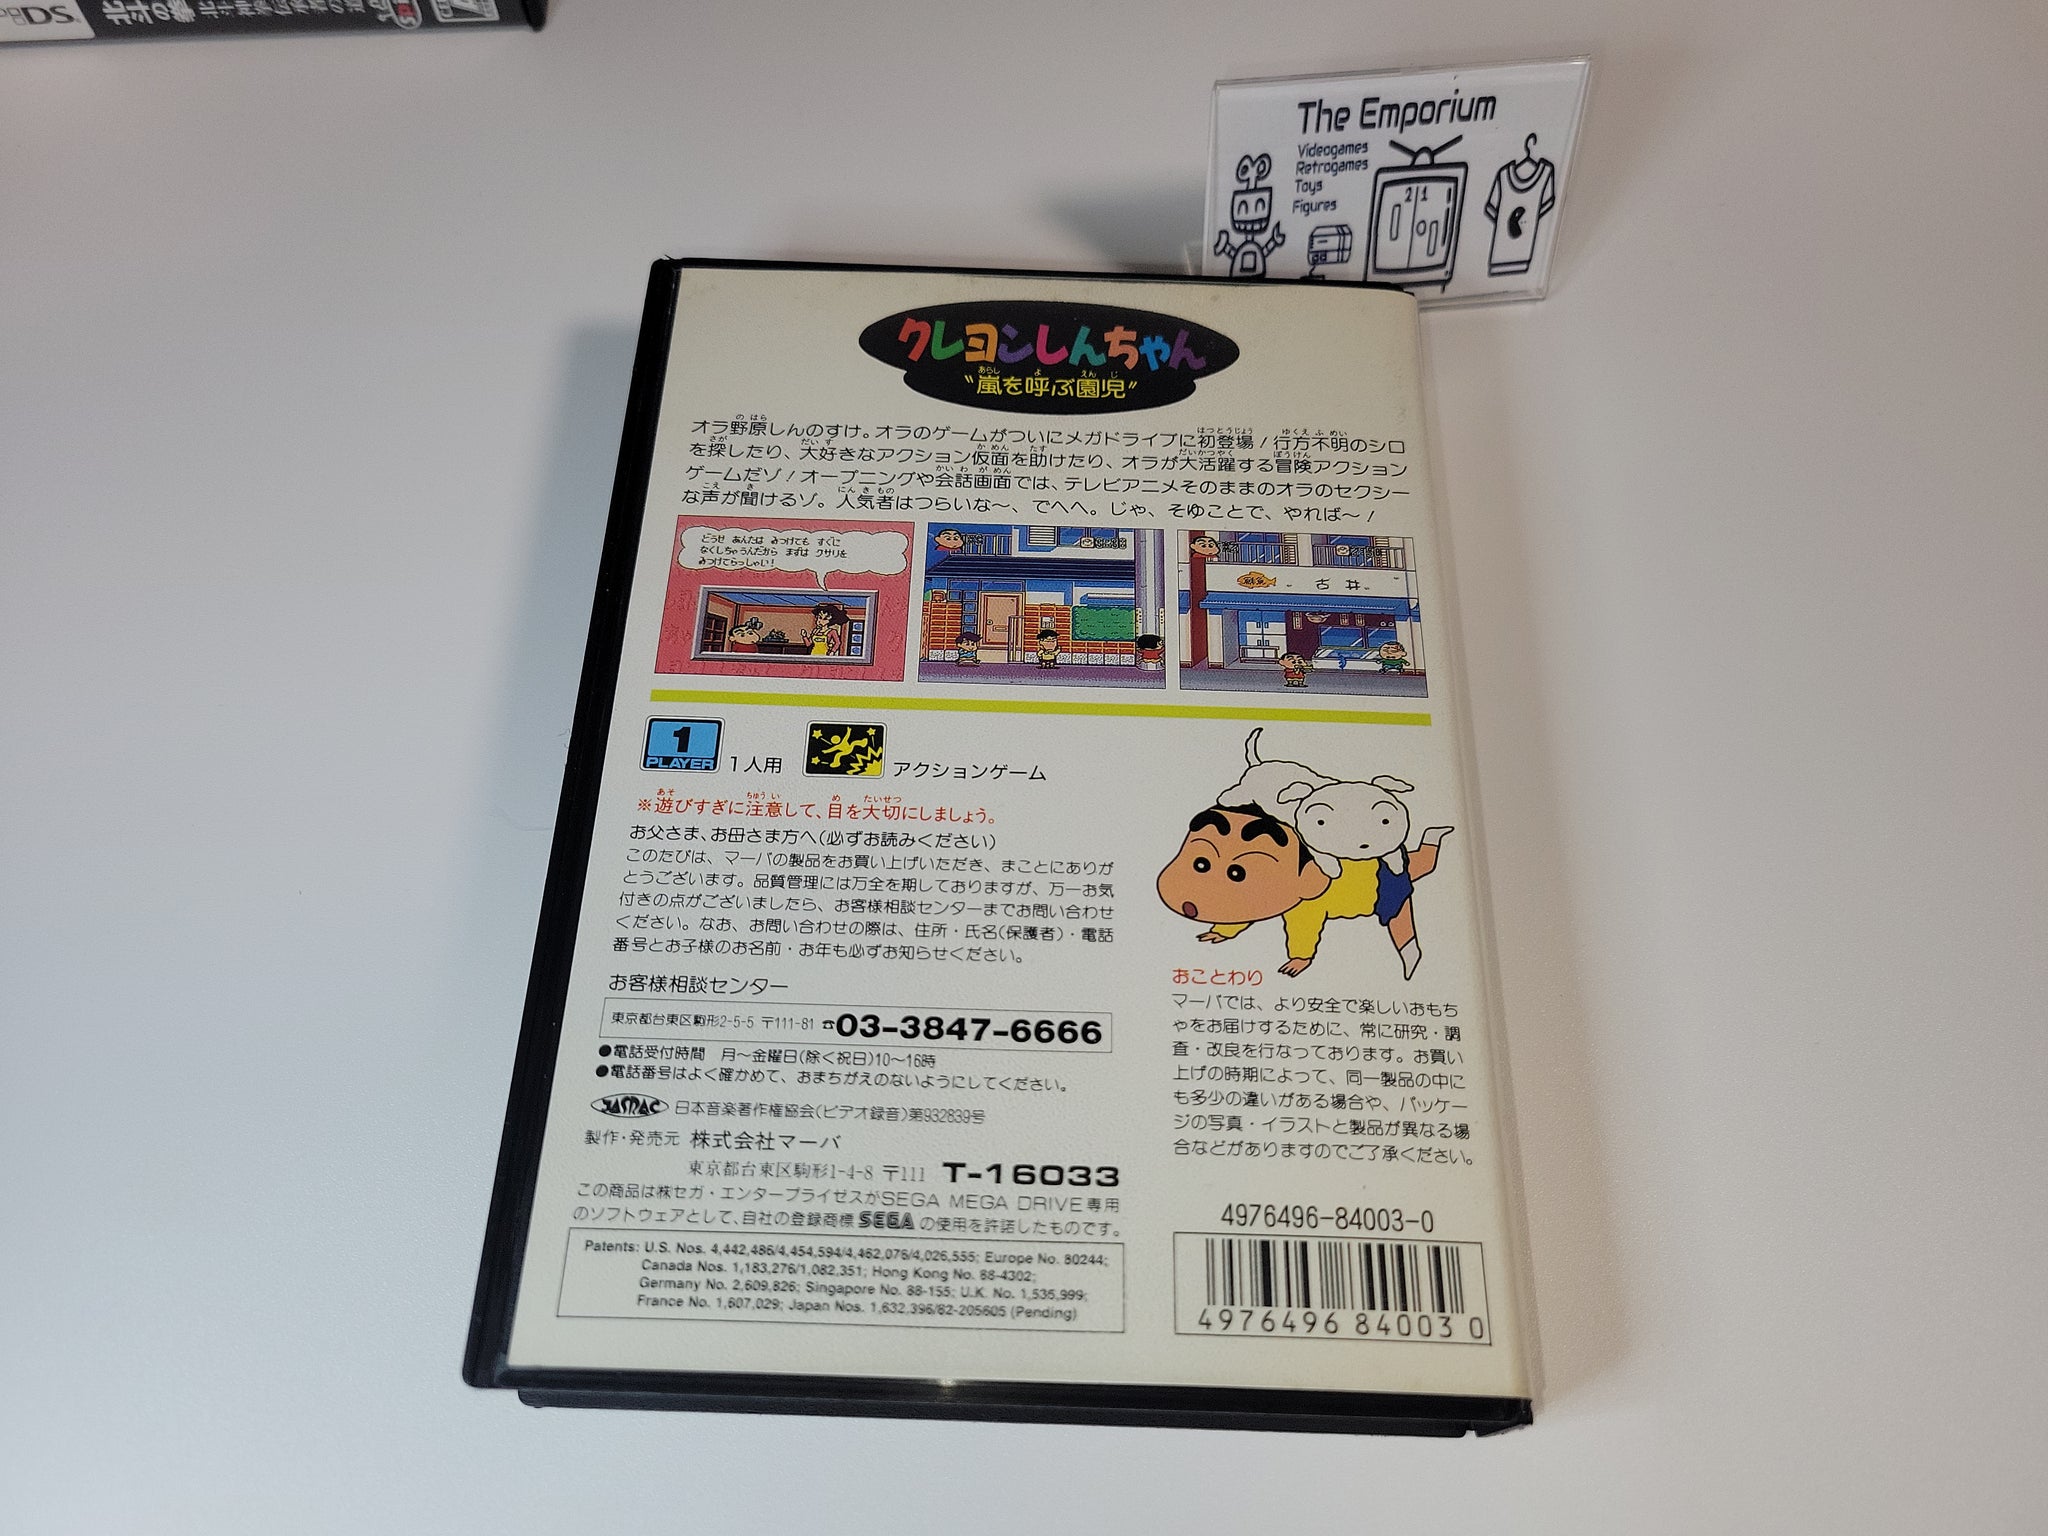 DS
北斗の拳
The Emporium
Videogames
Retrogames
Toys
Figures
21
クレヨンしんちゃん
"嵐を呼ぶ園児"
オラ野原しんのすけ。オラのゲームがついにメガドライブに初登場！行方不明のシロ
を探したり、大好きなアクション仮面を助けたり、オラが大活躍する冒険アクション
ゲームだゾ！オープニングや会話画面では、テレビアニメそのままのオラのセクシー
な声が聞けるゾ。人気者はつらいな〜、でへへ。じゃ、そゆことで、やれば〜！
どうせ あんたは みつけても すぐに
なくしちゃうんだから まずは クサリを
みつけてらっしゃい！
古井
1
PLAYER
1人用
アクションゲーム
※遊びすぎに注意して、目を大切にしましょう。
お父さま、お母さま方へ(必ずお読みください)
このたびは、マーバの製品をお買い上げいただき、まことにありが
とうございます。品質管理には万全を期しておりますが、万一お気
付きの点がございましたら、お客様相談センターまでお問い合わせ
ください。なお、お問い合わせの際は、住所・氏名(保護者)・電話
番号とお子様のお名前・お年も必ずお知らせください。
お客様相談センター
東京都台東区駒形2-5-5 〒111-81 ☎03-3847-6666
●電話受付時間 月〜金曜日(除く祝日)10〜16時
●電話番号はよく確かめて、おまちがえのないようにしてください。
JASMAC 日本音楽著作権協会(ビデオ録音)第932839号
製作・発売元 株式会社マーバ
東京都台東区駒形1-4-8 〒111 T-16033
この商品は㈱セガ・エンタープライゼスがSEGA MEGA DRIVE専用
のソフトウェアとして、自社の登録商標 SEGA の使用を許諾したものです。
Patents: U.S. Nos. 4,442,486/4,454,594/4,462,076/4,026,555; Europe No. 80244;
Canada Nos. 1,183,276/1,082,351; Hong Kong No. 88-4302;
Germany No. 2,609,826; Singapore No. 88-155; U.K. No. 1,535,999;
France No. 1,607,029; Japan Nos. 1,632,396/82-205605 (Pending)
おことわり
マーバでは、より安全で楽しいおもち
ゃをお届けするために、常に研究・調
査・改良を行なっております。お買い
上げの時期によって、同一製品の中に
も多少の違いがある場合や、パッケー
ジの写真・イラストと製品が異なる場
合などがありますのでご了承ください。
4976496-84003-0
4976496840030